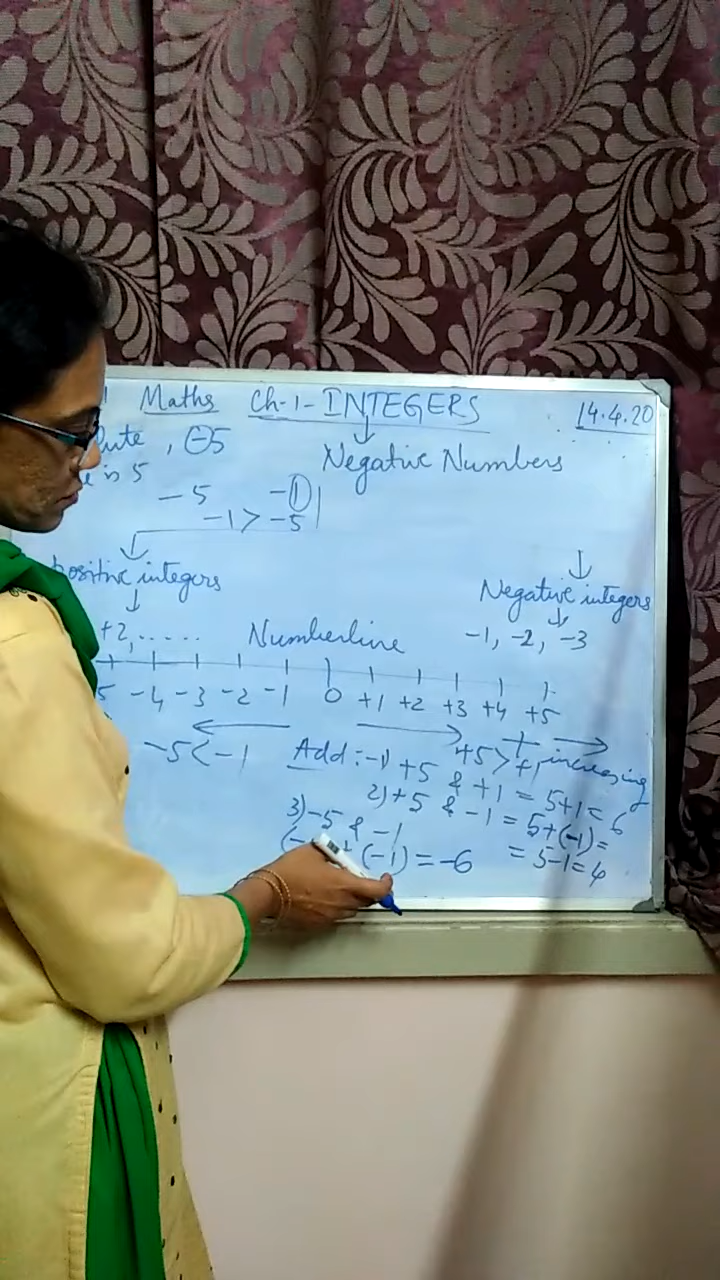 Maths Ch-1-INTEGERS 14.4.20
, -5
Negative Numbers
is 5
-5 -1
-1 > -5
positive integers
Negative integers
+2, .....
-1, -2, -3
Numberline
5 -4 -3 -2 -1 0 +1 +2 +3 +4 +5
-5 < -1
+5 > +1 increasing
Add :- 1) +5 & +1 = 5+1 = 6
2) +5 & -1 = 5+(-1) =
= 5-1 = 4
3) -5 & -1
(-1) = -6